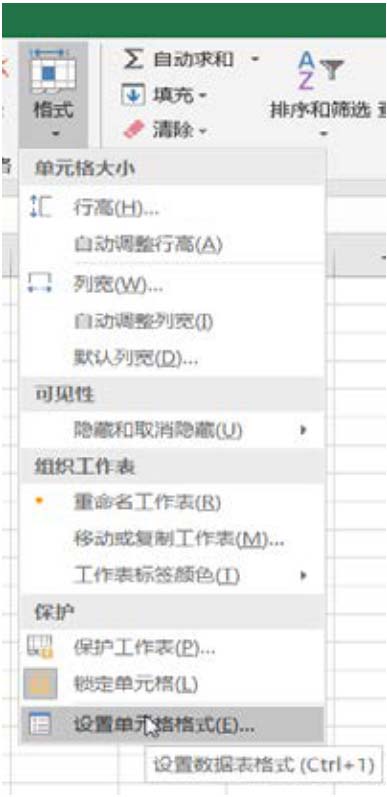 自动求和
填充
清除
格式
排序和筛选
单元格大小
行高(H)...
自动调整行高(A)
列宽(W)...
自动调整列宽(I)
默认列宽(D)...
可见性
隐藏和取消隐藏(U)
组织工作表
重命名工作表(R)
移动或复制工作表(M)...
工作表标签颜色(T)
保护
保护工作表(P)...
锁定单元格(L)
设置单元格格式(E)...
设置数据表格式 (Ctrl+1)